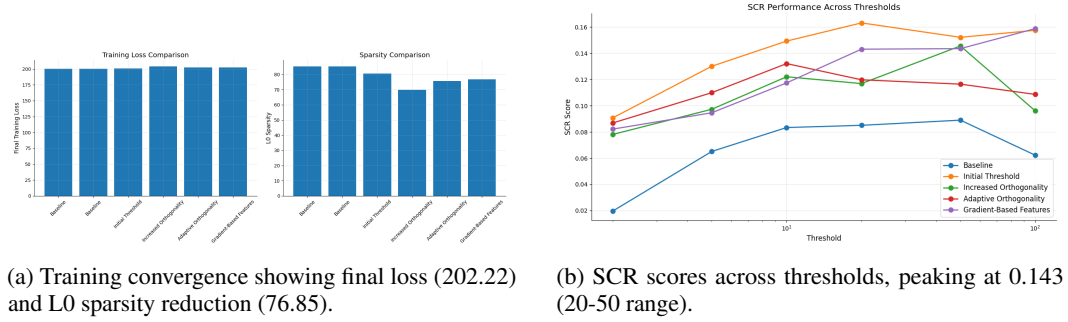 Training Loss Comparison
Final Training Loss
200
175
150
125
100
75
50
25
0
Baseline
Baseline
Initial Threshold
Increased Orthogonality
Adaptive Orthogonality
Gradient-Based Features
Sparsity Comparison
L0 Sparsity
80
70
60
50
40
30
20
10
0
Baseline
Baseline
Initial Threshold
Increased Orthogonality
Adaptive Orthogonality
Gradient-Based Features
SCR Performance Across Thresholds
SCR Score
0.16
0.14
0.12
0.10
0.08
0.06
0.04
0.02
Baseline
Initial Threshold
Increased Orthogonality
Adaptive Orthogonality
Gradient-Based Features
10¹
10²
Threshold
(a) Training convergence showing final loss (202.22)
and L0 sparsity reduction (76.85).
(b) SCR scores across thresholds, peaking at 0.143
(20-50 range).